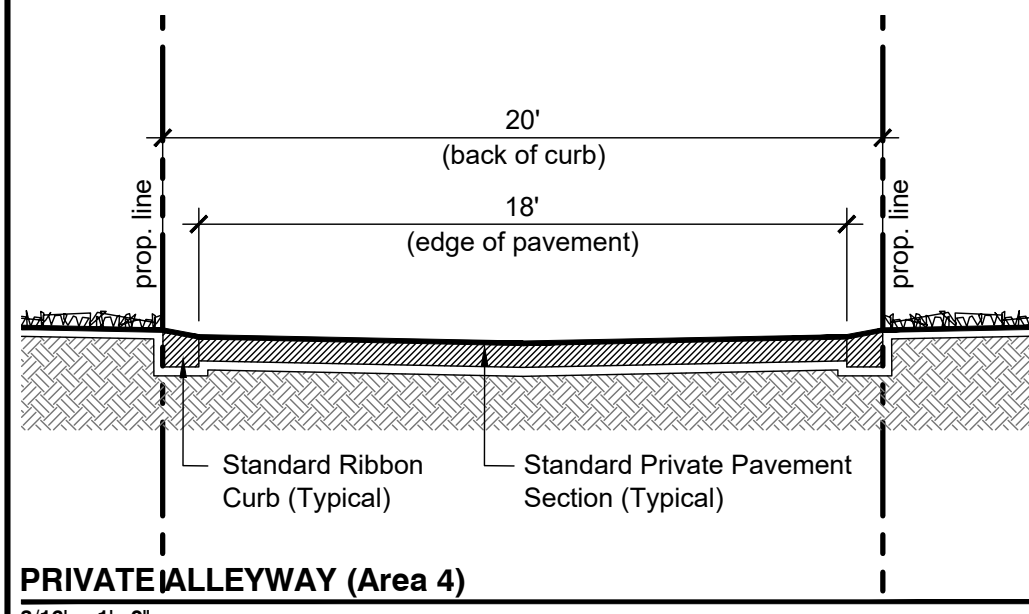 20'
(back of curb)
18'
(edge of pavement)
prop. line
prop. line
Standard Ribbon
Curb (Typical)
Standard Private Pavement
Section (Typical)
PRIVATE ALLEYWAY (Area 4)